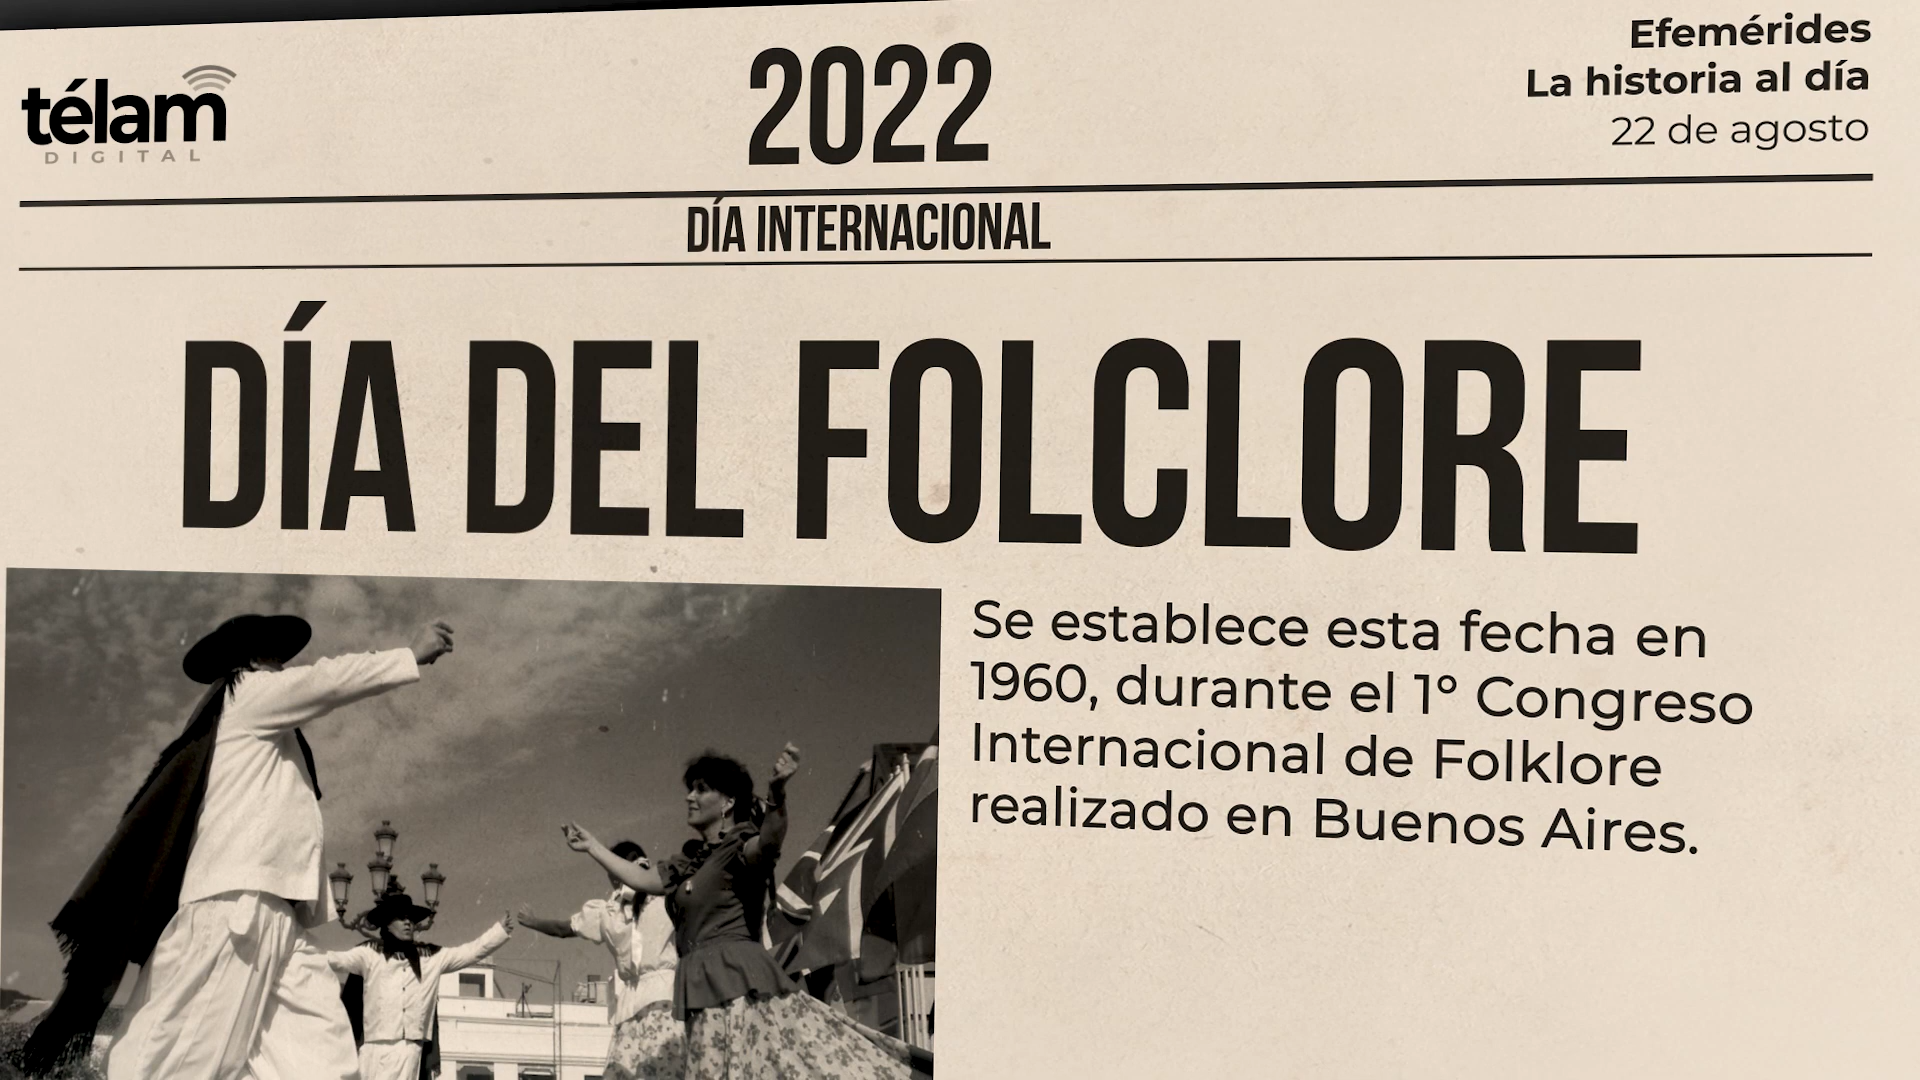 télam
DIGITAL
2022
Efemérides
La historia al día
22 de agosto
DÍA INTERNACIONAL
DÍA DEL FOLCLORE
Se establece esta fecha en
1960, durante el 1º Congreso
Internacional de Folklore
realizado en Buenos Aires.